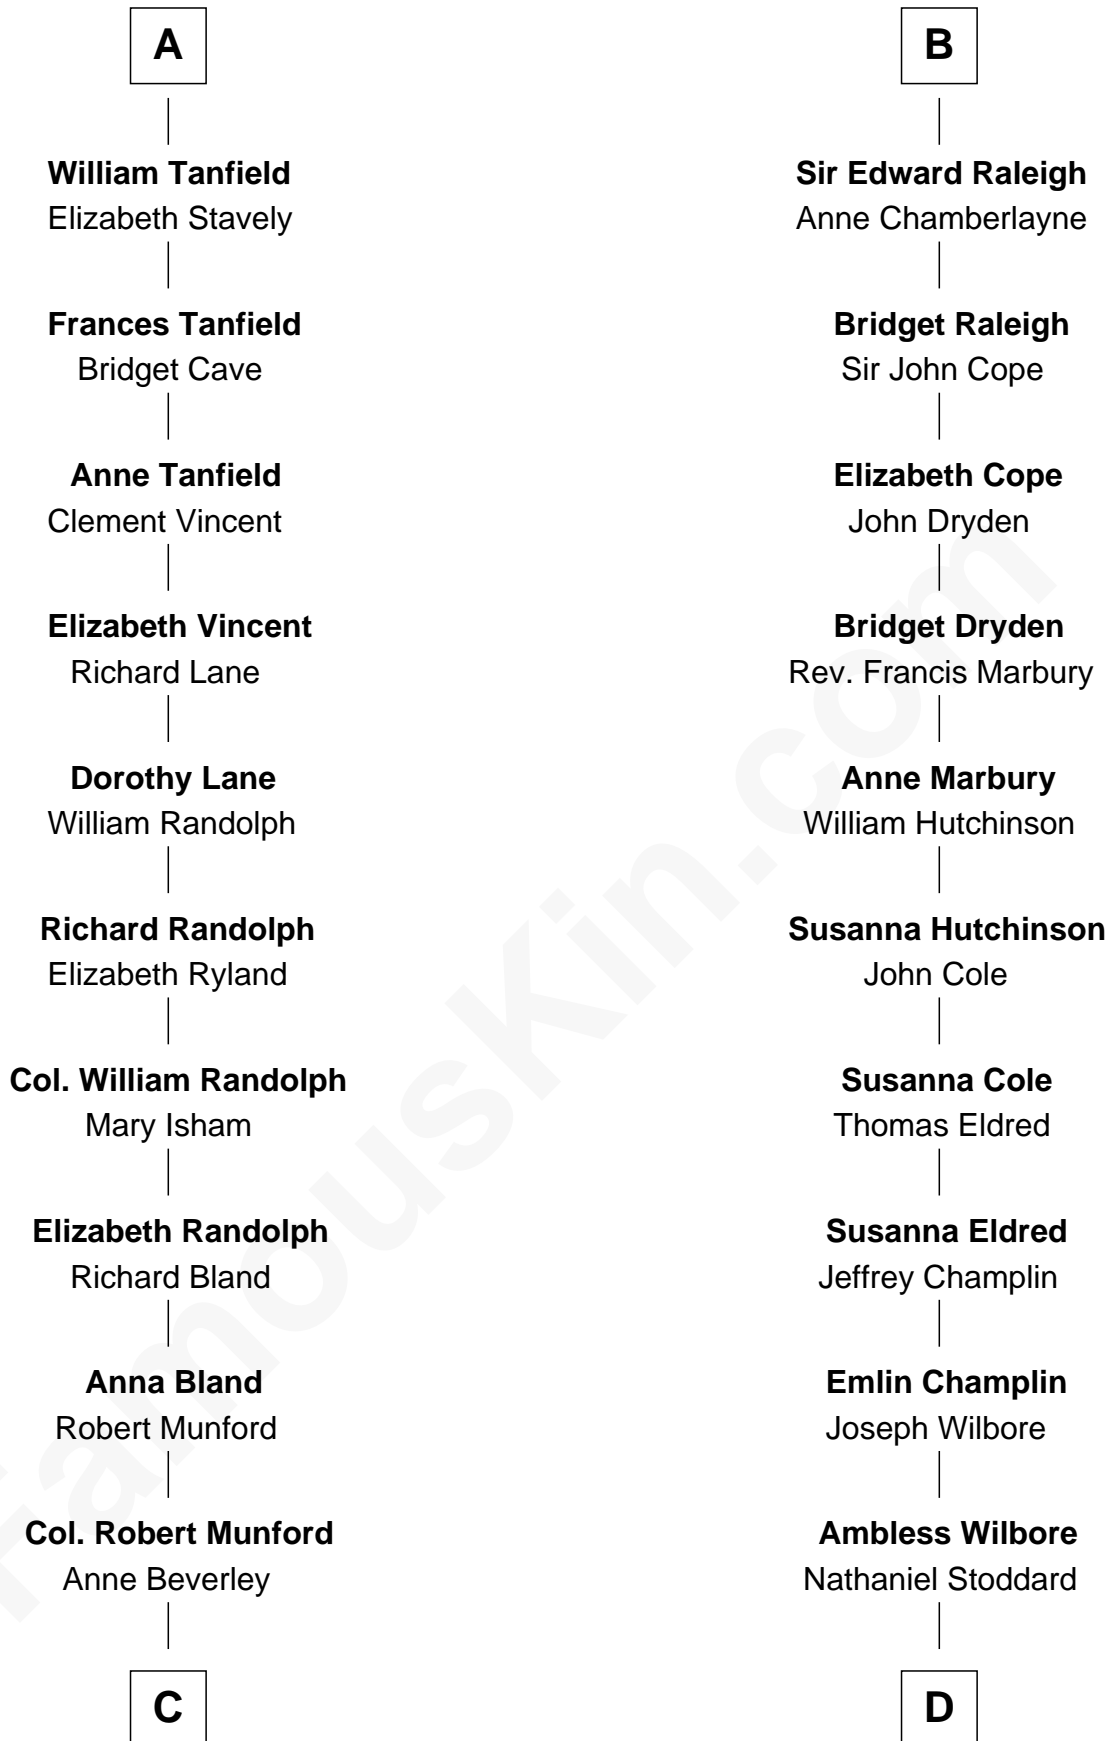 A
William Tanfield
Elizabeth Stavely
Frances Tanfield
Bridget Cave
Anne Tanfield
Clement Vincent
Elizabeth Vincent
Richard Lane
Dorothy Lane
William Randolph
Richard Randolph
Elizabeth Ryland
Col. William Randolph
Mary Isham
Elizabeth Randolph
Richard Bland
Anna Bland
Robert Munford
Col. Robert Munford
Anne Beverley
C
B
Sir Edward Raleigh
Anne Chamberlayne
Bridget Raleigh
Sir John Cope
Elizabeth Cope
John Dryden
Bridget Dryden
Rev. Francis Marbury
Anne Marbury
William Hutchinson
Susanna Hutchinson
John Cole
Susanna Cole
Thomas Eldred
Susanna Eldred
Jeffrey Champlin
Emlin Champlin
Joseph Wilbore
Ambless Wilbore
Nathaniel Stoddard
D
FamousKin.com